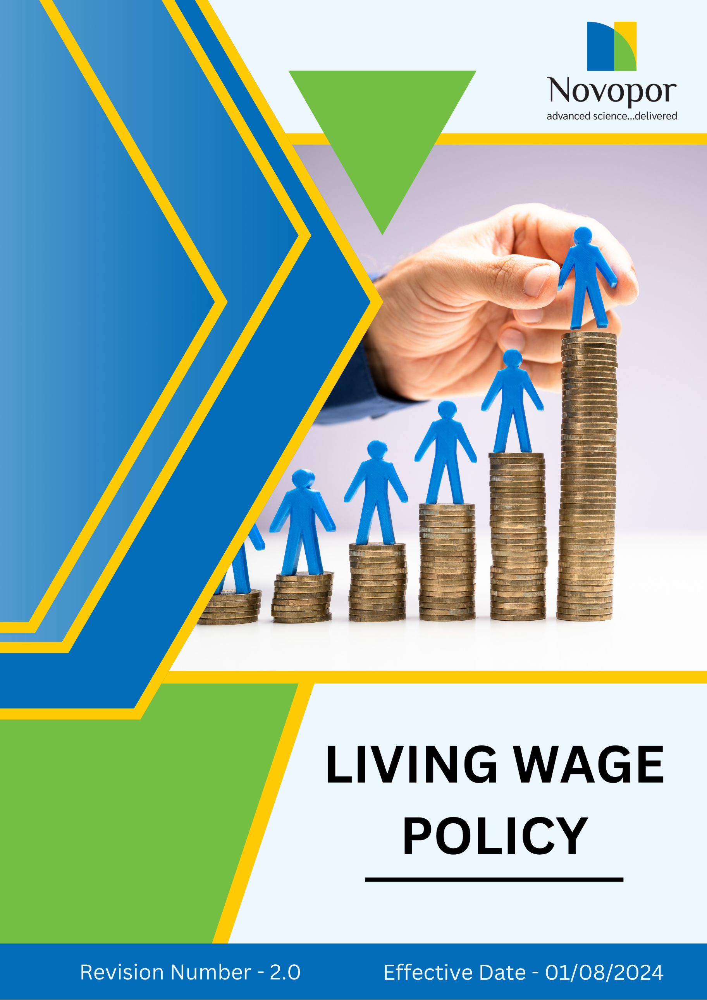 Novopor
advanced science...delivered
LIVING WAGE
POLICY
Revision Number - 2.0
Effective Date - 01/08/2024